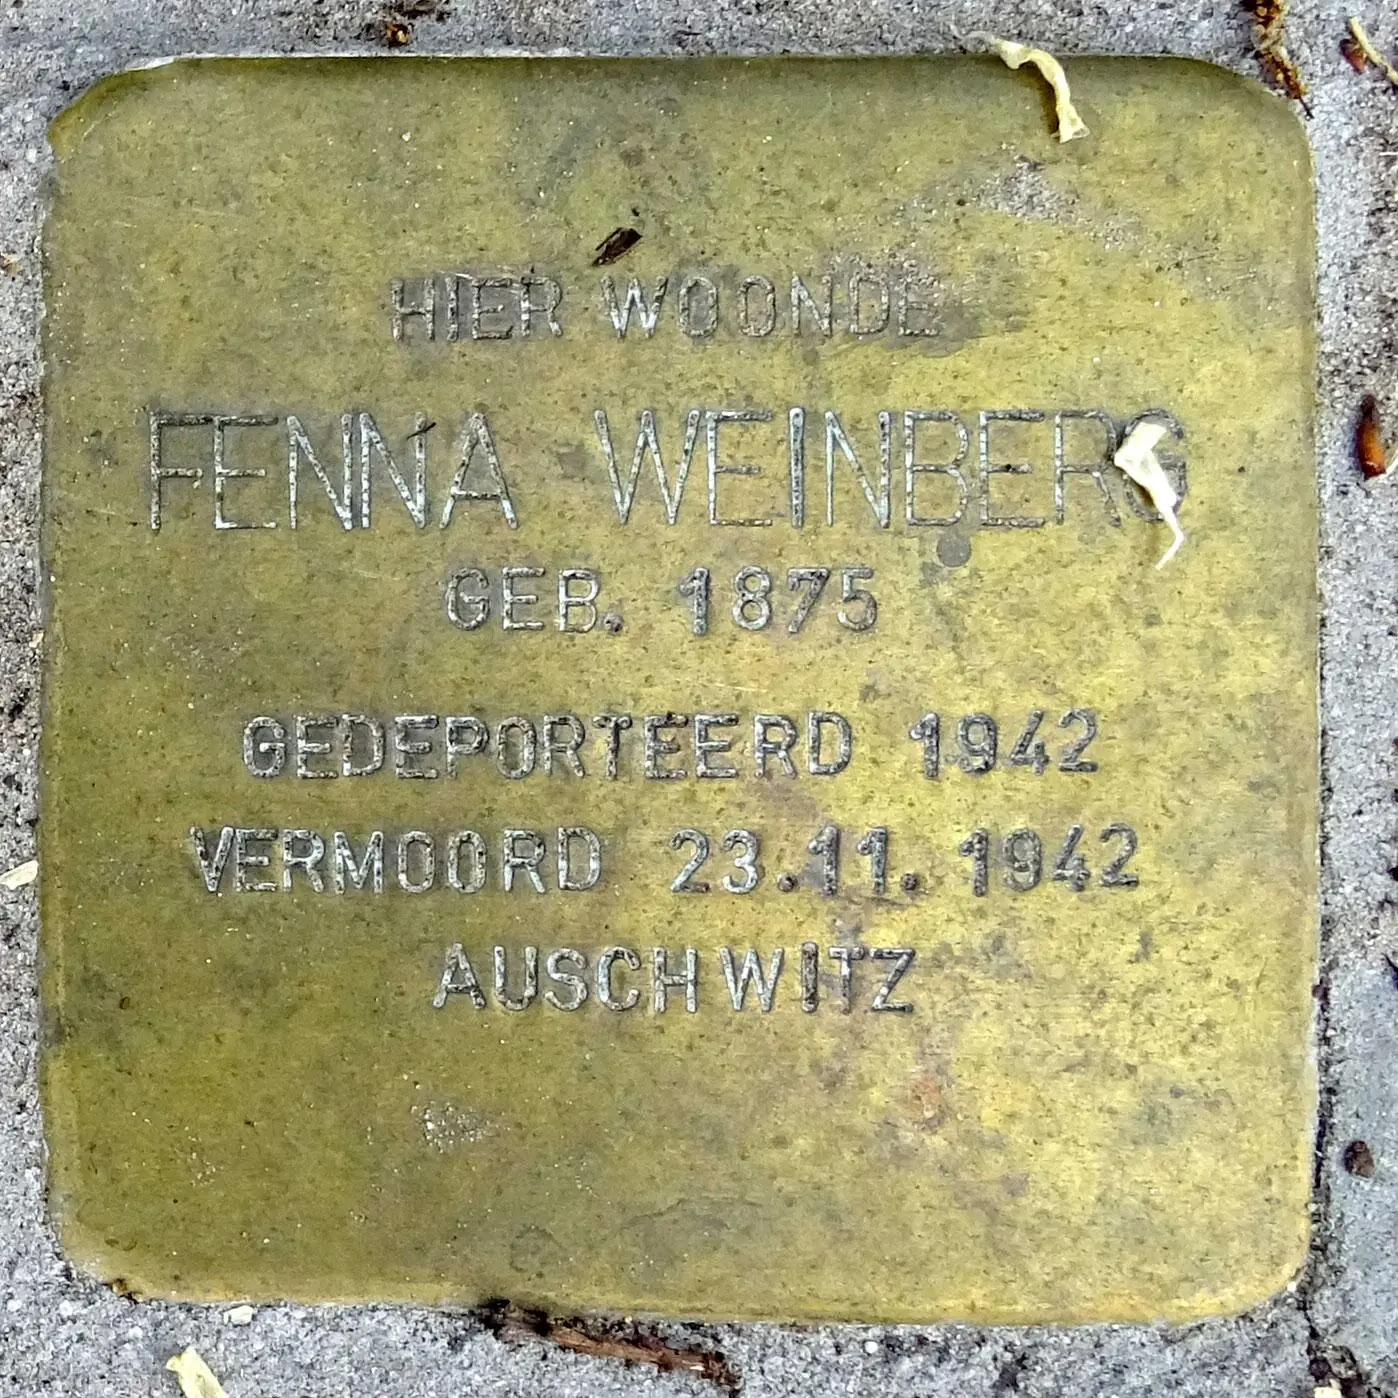 HIER WOONDE
FENNA WEINBERG
GEB. 1875
GEDEPORTEERD 1942
VERMOORD 23.11.1942
AUSCHWITZ